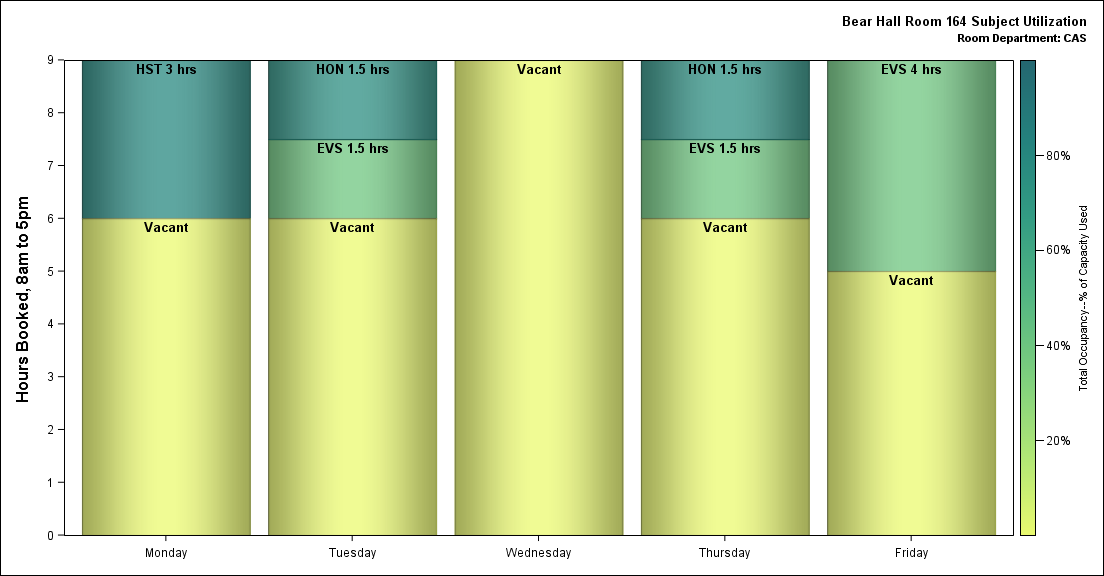 Bear Hall Room 164 Subject Utilization
Room Department: CAS
Hours Booked, 8am to 5pm
9
8
7
6
5
4
3
2
1
0
HST 3 hrs
Vacant
HON 1.5 hrs
EVS 1.5 hrs
Vacant
Vacant
HON 1.5 hrs
EVS 1.5 hrs
Vacant
EVS 4 hrs
Vacant
Monday
Tuesday
Wednesday
Thursday
Friday
80%
60%
40%
20%
Total Occupancy--% of Capacity Used